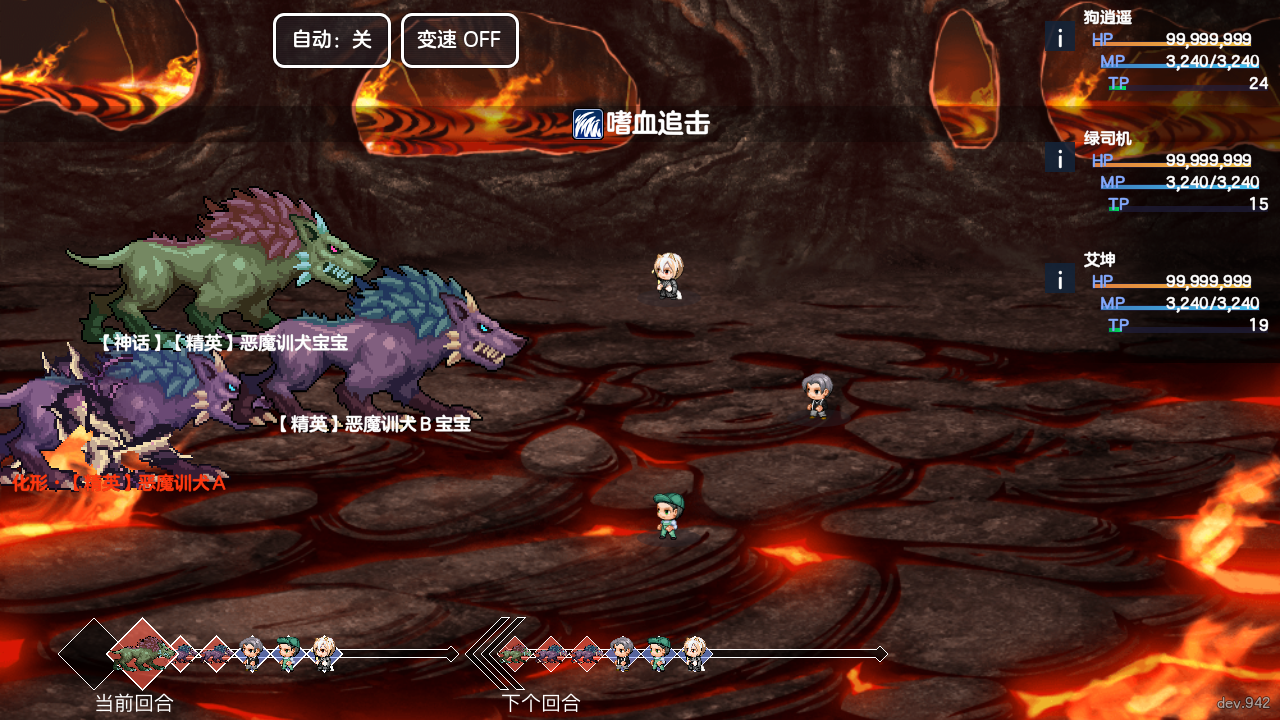 自动：关
变速 OFF
嗜血追击
狗逍遥
HP 99,999,999
MP 3,240/3,240
TP 24
绿司机
HP 99,999,999
MP 3,240/3,240
TP 15
艾坤
HP 99,999,999
MP 3,240/3,240
TP 19
【神话】【精英】恶魔训犬宝宝
【精英】恶魔训犬B宝宝
化形·【精英】恶魔训犬A
当前回合
下个回合
dev.942